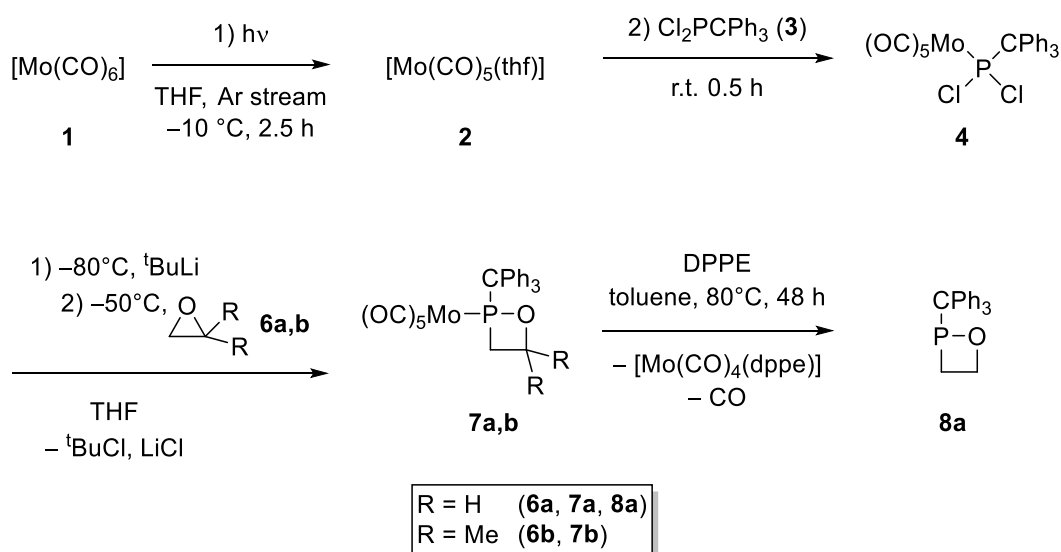 1) hν
[Mo(CO)6]
[Mo(CO)5(thf)]
THF, Ar stream
–10 °C, 2.5 h
1
2
2) Cl2PCPh3 (3)
r.t. 0.5 h
(OC)5Mo
CPh3
P
Cl
Cl
4
1) –80°C, tBuLi
2) –50°C,
O
R
R
6a,b
THF
– tBuCl, LiCl
CPh3
(OC)5Mo
P
O
R
R
7a,b
DPPE
toluene, 80°C, 48 h
– [Mo(CO)4(dppe)]
– CO
CPh3
P
O
8a
R = H (6a, 7a, 8a)
R = Me (6b, 7b)